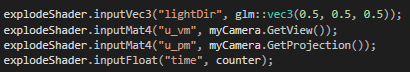 explodeShader.inputVec3("lightDir", glm::vec3(0.5, 0.5, 0.5));
explodeShader.inputMat4("u_vm", myCamera.GetView());
explodeShader.inputMat4("u_pm", myCamera.GetProjection());
explodeShader.inputFloat("time", counter);